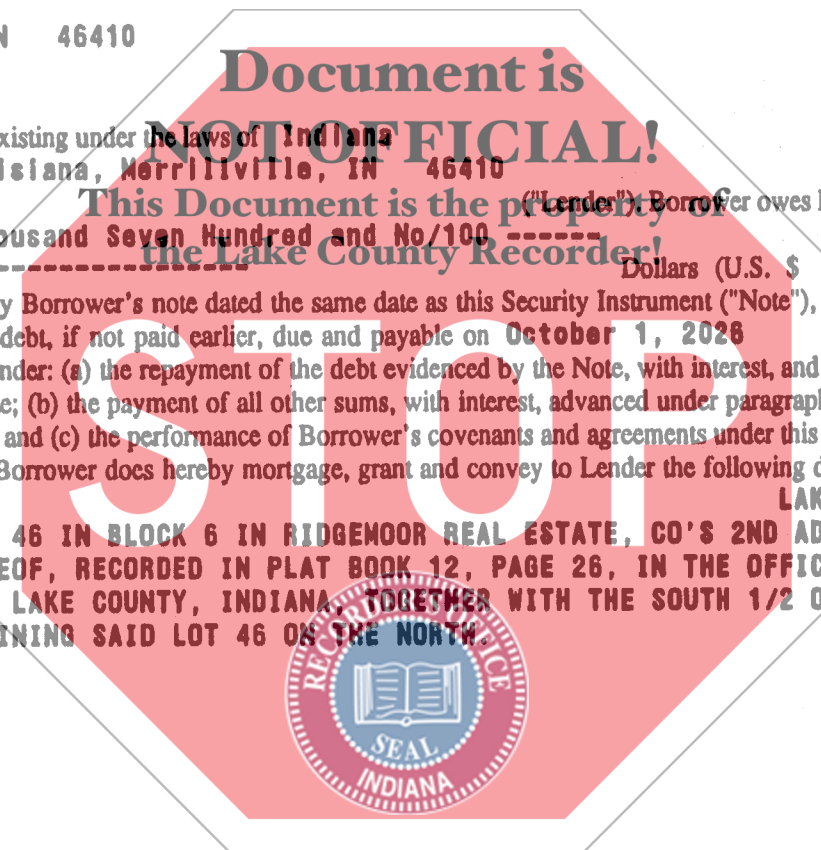 N 46410
Document is
xisting under the laws of Indiana
NOT OFFICIAL!
isiana, Merrillville, IN 46410
This Document is the property of
("Lender"). Borrower owes
ousand Seven Hundred and No/100 ------
the Lake County Recorder!
------------------ Dollars (U.S. $
y Borrower's note dated the same date as this Security Instrument ("Note"),
debt, if not paid earlier, due and payable on October 1, 2026
nder: (a) the repayment of the debt evidenced by the Note, with interest, and
e; (b) the payment of all other sums, with interest, advanced under paragraph
and (c) the performance of Borrower's covenants and agreements under this
Borrower does hereby mortgage, grant and convey to Lender the following d
STOP
LAK
46 IN BLOCK 6 IN RIDGEMOOR REAL ESTATE, CO'S 2ND AD
EOF, RECORDED IN PLAT BOOK 12, PAGE 26, IN THE OFFIC
LAKE COUNTY, INDIANA, TOGETHER WITH THE SOUTH 1/2 O
INING SAID LOT 46 ON THE NORTH.
RECORDER'S OFFICE
SEAL
INDIANA